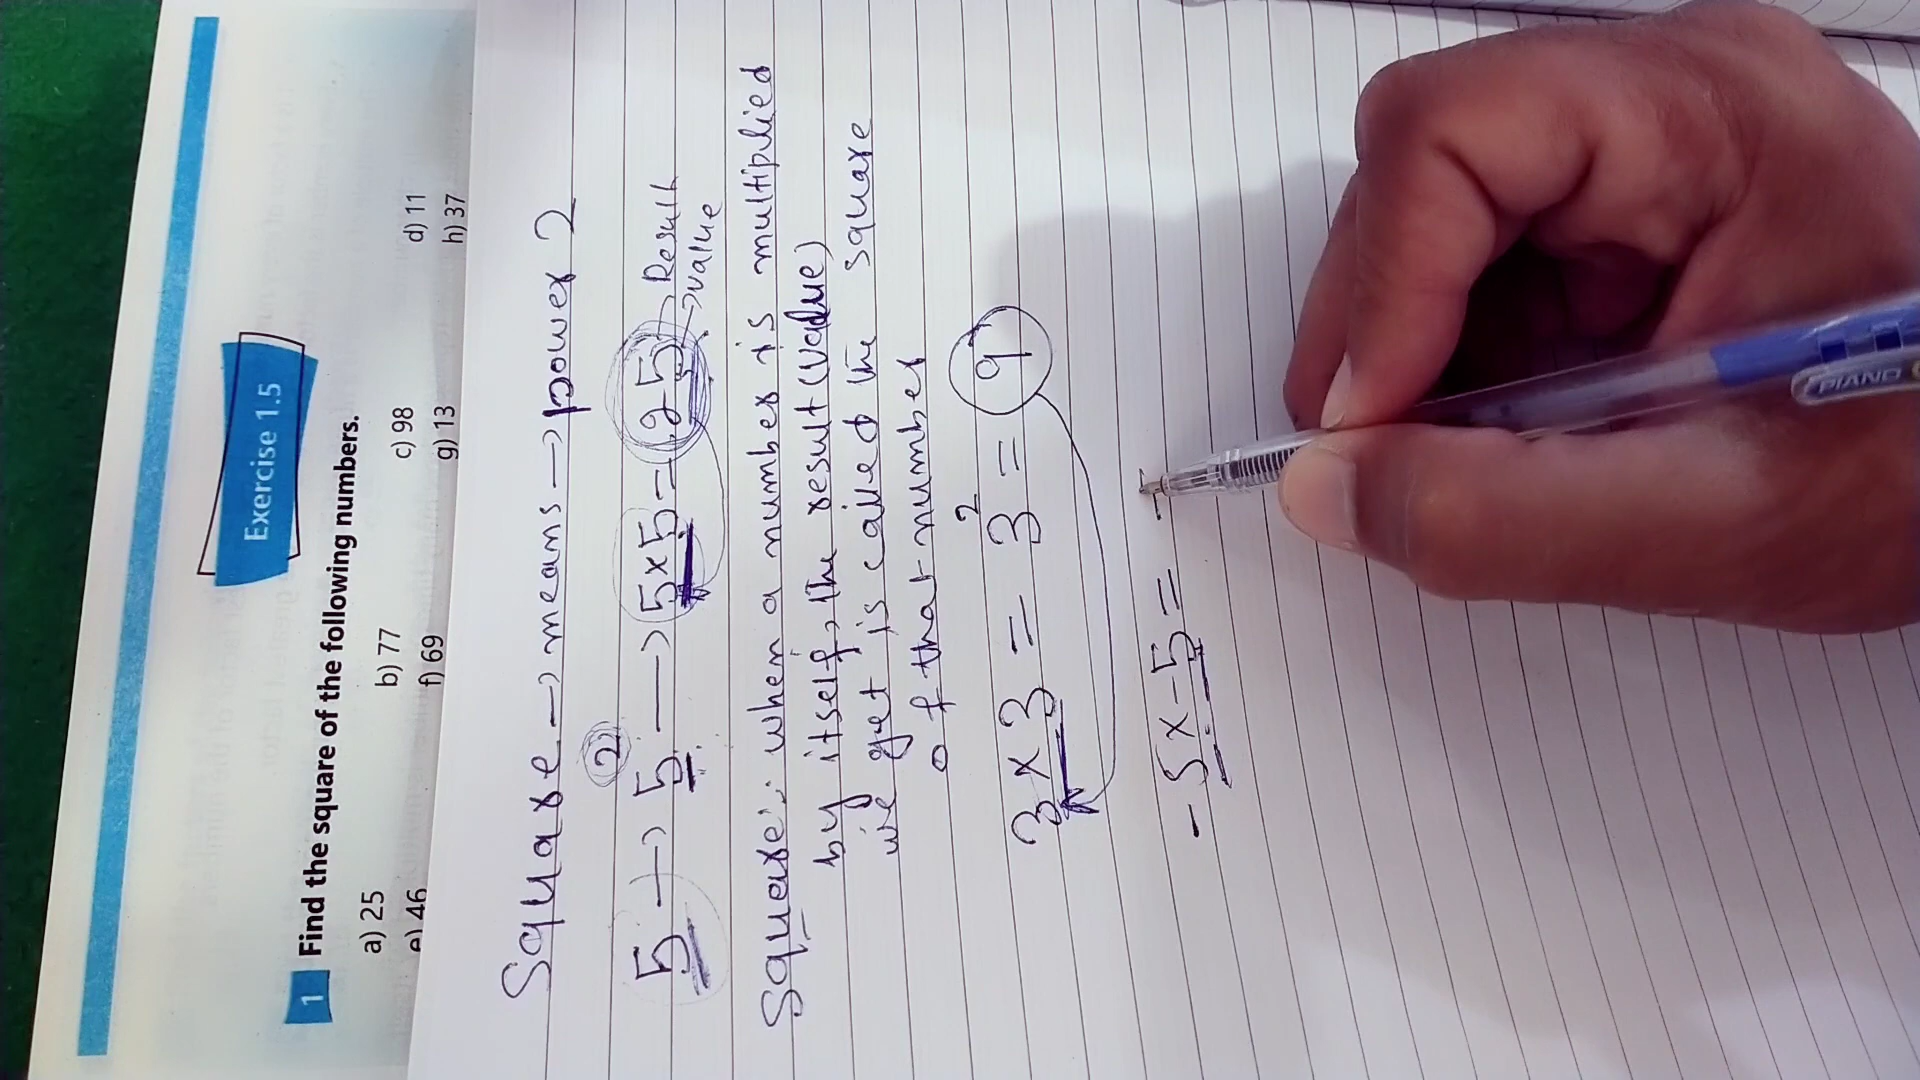 Exercise 1.5
1 Find the square of the following numbers.
a) 25 b) 77 c) 98 d) 11
e) 46 f) 69 g) 13 h) 37
Square → means → power 2
5 → 5² → 5×5 = 25 → Result
→ value
Square:- when a number is multiplied
by itself, the result (value)
we get is called the square
of that number
3 × 3 = 3² = 9
- 5 x - 5 =
PIANO